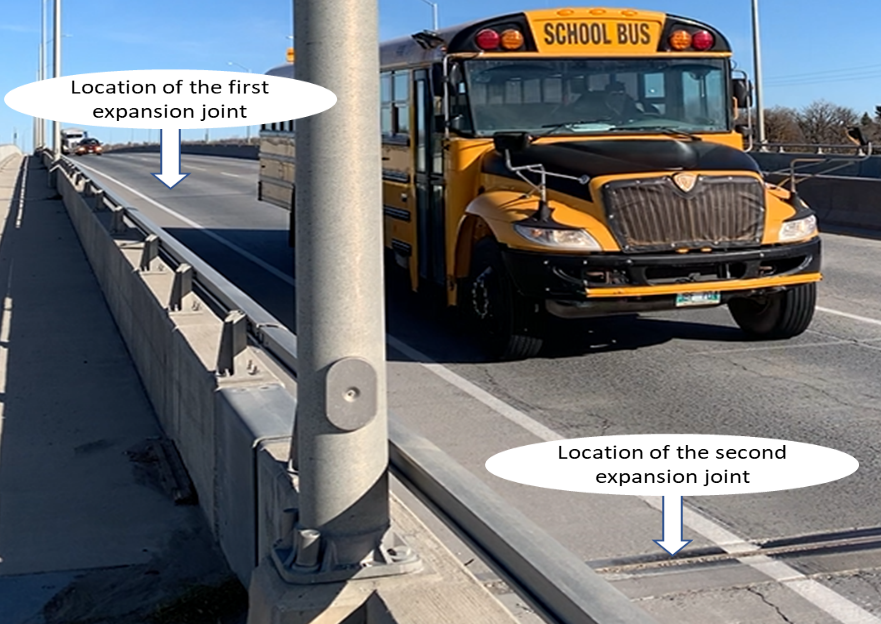 SCHOOL BUS
Location of the first
expansion joint
Location of the second
expansion joint